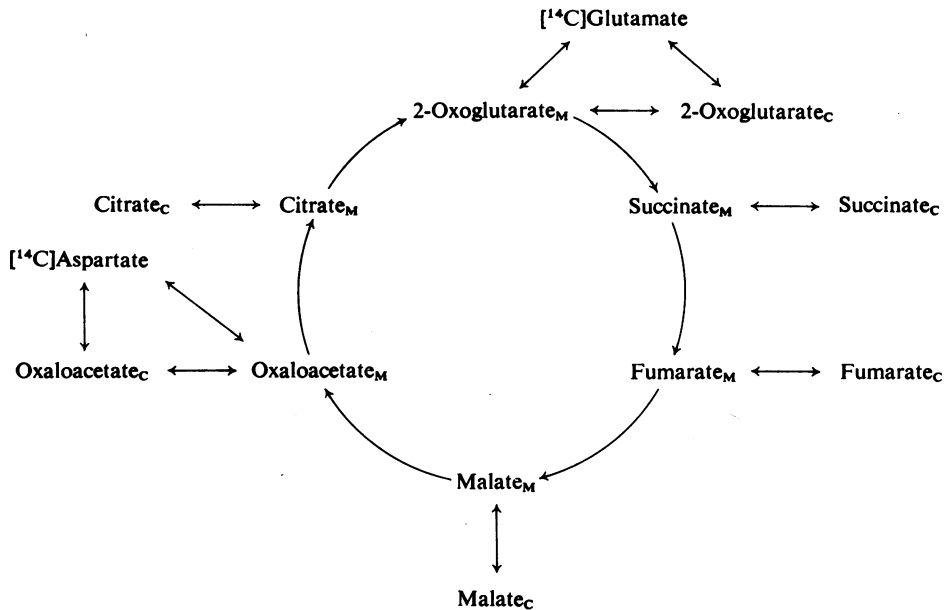 [¹⁴C]Glutamate
2-Oxoglutarate_M
2-Oxoglutarate_C
Citrate_C
Citrate_M
Succinate_M
Succinate_C
[¹⁴C]Aspartate
Oxaloacetate_C
Oxaloacetate_M
Fumarate_M
Fumarate_C
Malate_M
Malate_C